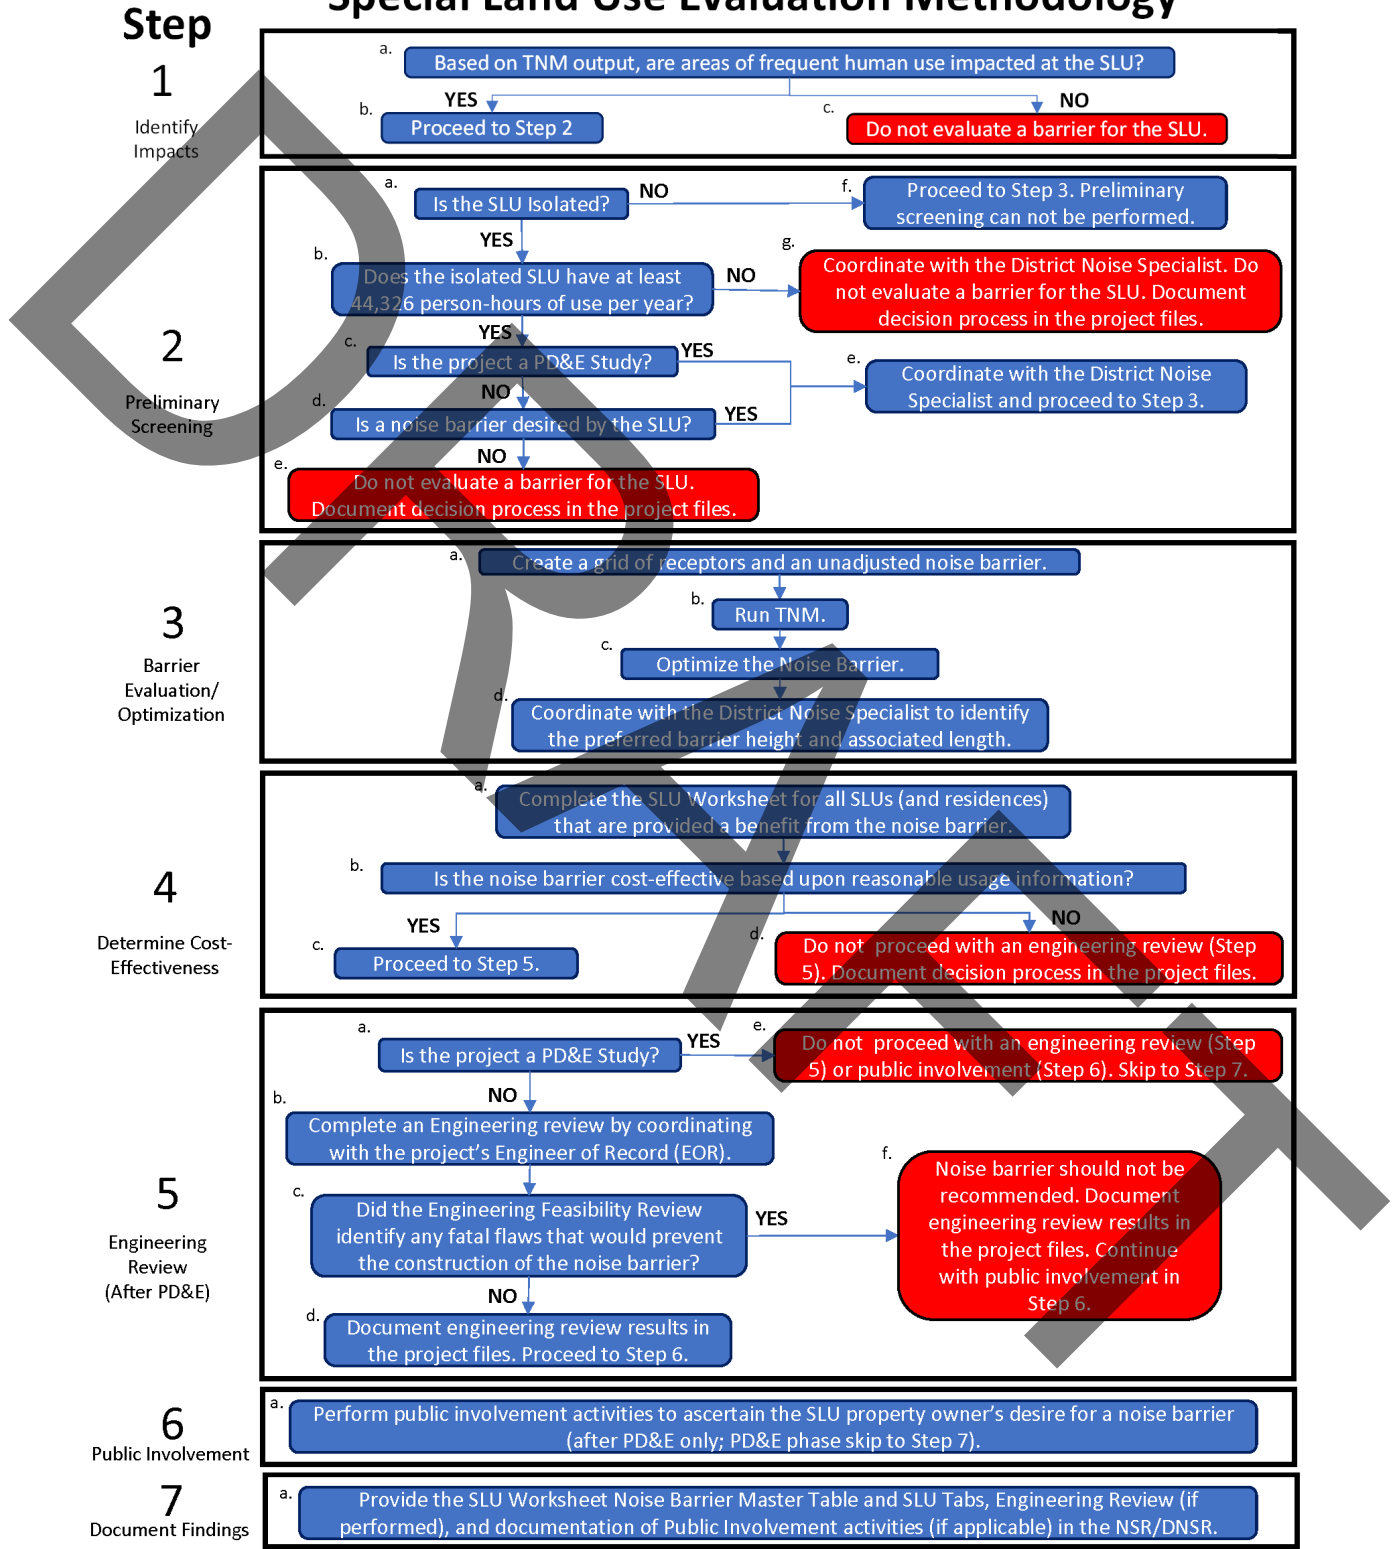 Special Land Use Evaluation Methodology
Step
1
Identify
Impacts
a.
Based on TNM output, are areas of frequent human use impacted at the SLU?
YES
NO
b.
Proceed to Step 2
c.
Do not evaluate a barrier for the SLU.
2
Preliminary
Screening
a.
Is the SLU Isolated?
NO
f.
Proceed to Step 3. Preliminary
screening can not be performed.
YES
b.
Does the isolated SLU have at least
44,326 person-hours of use per year?
NO
g.
Coordinate with the District Noise Specialist. Do
not evaluate a barrier for the SLU. Document
decision process in the project files.
YES
c.
Is the project a PD&E Study?
YES
e.
Coordinate with the District Noise
Specialist and proceed to Step 3.
NO
d.
Is a noise barrier desired by the SLU?
YES
NO
e.
Do not evaluate a barrier for the SLU.
Document decision process in the project files.
3
Barrier
Evaluation/
Optimization
a.
Create a grid of receptors and an unadjusted noise barrier.
b.
Run TNM.
c.
Optimize the Noise Barrier.
d.
Coordinate with the District Noise Specialist to identify
the preferred barrier height and associated length.
4
Determine Cost-
Effectiveness
a.
Complete the SLU Worksheet for all SLUs (and residences)
that are provided a benefit from the noise barrier.
b.
Is the noise barrier cost-effective based upon reasonable usage information?
YES
NO
c.
Proceed to Step 5.
d.
Do not proceed with an engineering review (Step
5). Document decision process in the project files.
5
Engineering
Review
(After PD&E)
a.
Is the project a PD&E Study?
YES
e.
Do not proceed with an engineering review (Step
5) or public involvement (Step 6). Skip to Step 7.
NO
b.
Complete an Engineering review by coordinating
with the project's Engineer of Record (EOR).
c.
Did the Engineering Feasibility Review
identify any fatal flaws that would prevent
the construction of the noise barrier?
YES
f.
Noise barrier should not be
recommended. Document
engineering review results in
the project files. Continue
with public involvement in
Step 6.
NO
d.
Document engineering review results in
the project files. Proceed to Step 6.
6
Public Involvement
a.
Perform public involvement activities to ascertain the SLU property owner's desire for a noise barrier
(after PD&E only; PD&E phase skip to Step 7).
7
Document Findings
a.
Provide the SLU Worksheet Noise Barrier Master Table and SLU Tabs, Engineering Review (if
performed), and documentation of Public Involvement activities (if applicable) in the NSR/DNSR.
DRAFT